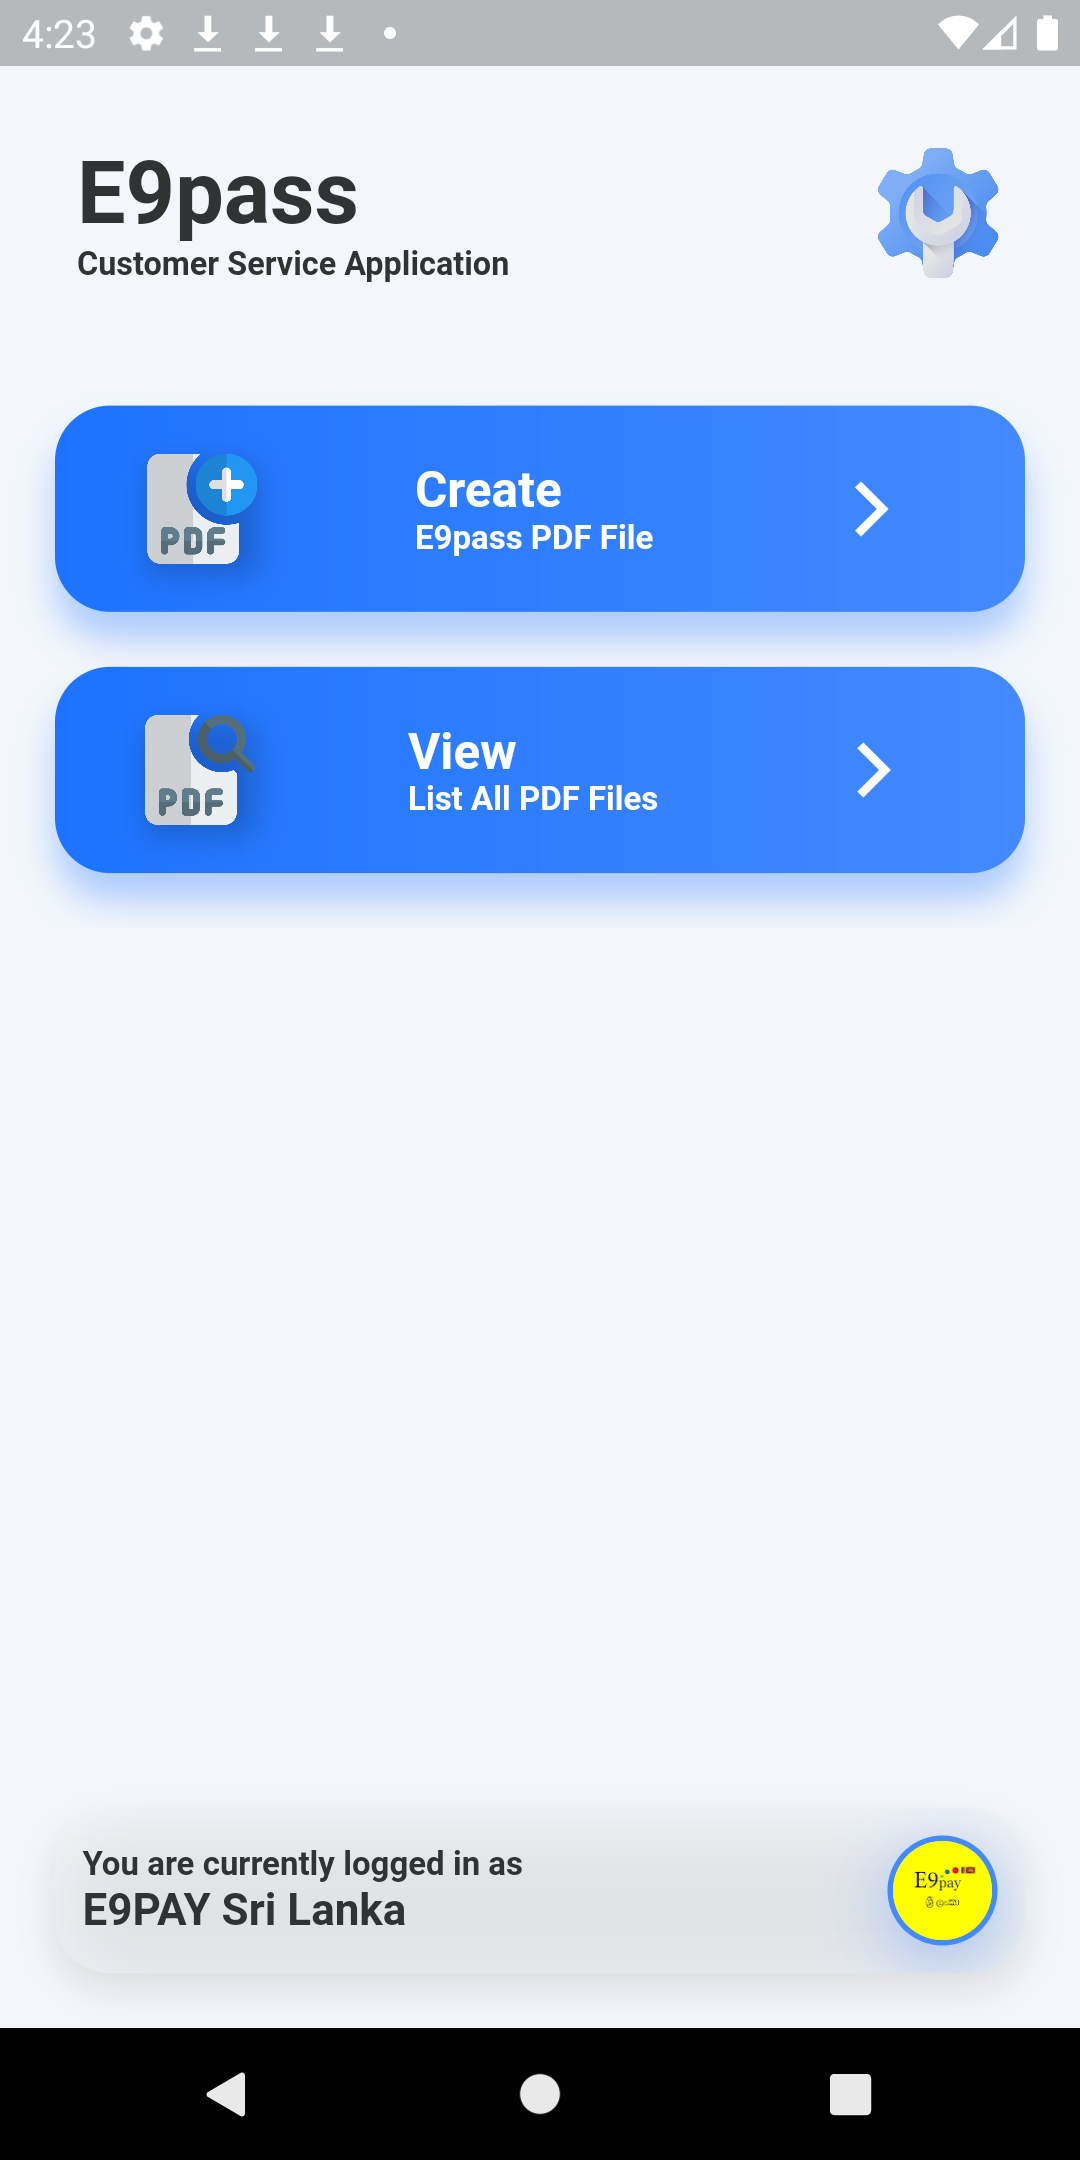 4:23
E9pass
Customer Service Application
PDF
Create
E9pass PDF File
PDF
View
List All PDF Files
You are currently logged in as
E9PAY Sri Lanka
E9pay
ශ්‍රී ලංකා